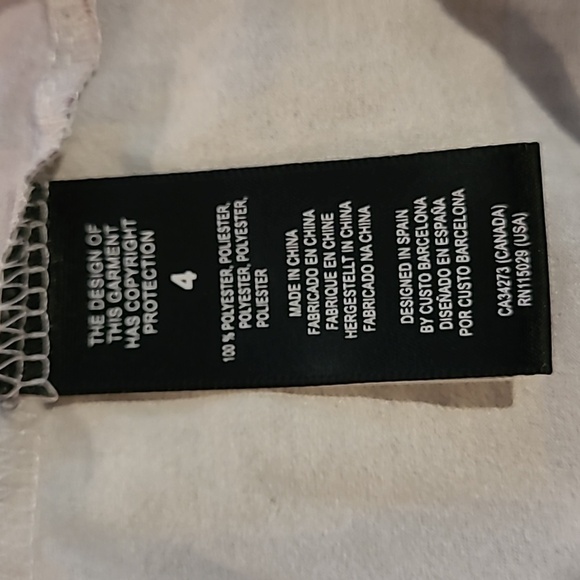 THE DESIGN OF
THIS GARMENT
HAS COPYRIGHT
PROTECTION
4
100 % POLYESTER, POLIESTER,
POLYESTER, POLYESTER,
POLIESTER
MADE IN CHINA
FABRICADO EN CHINA
FABRIQUE EN CHINE
HERGESTELLT IN CHINA
FABRICADO NA CHINA
DESIGNED IN SPAIN
BY CUSTO BARCELONA
DISEÑADO EN ESPAÑA
POR CUSTO BARCELONA
CA34273 (CANADA)
RN115029 (USA)